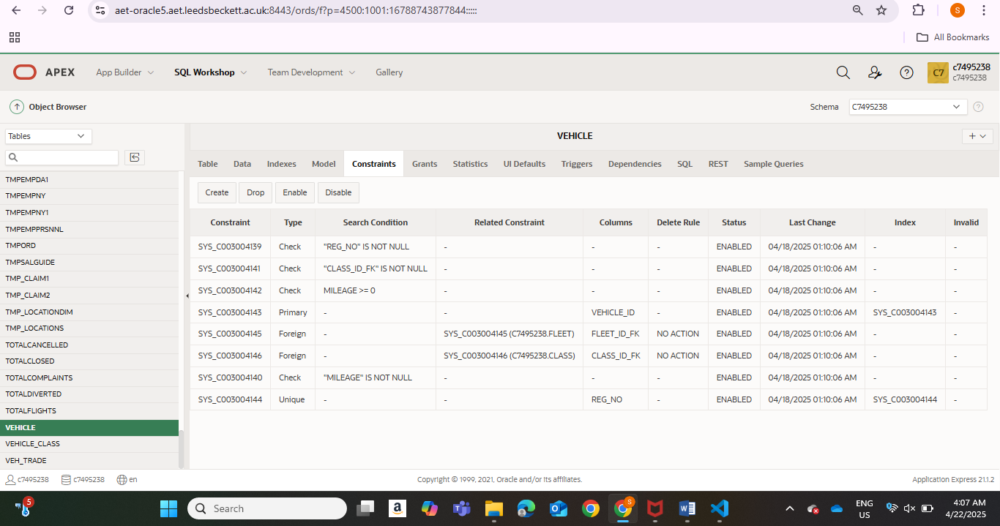 aet-oracle5.aet.leedsbeckett.ac.uk:8443/ords/f?p=4500:1001:16788743877844:::::
S
All Bookmarks
APEX App Builder SQL Workshop Team Development Gallery C7 c7495238
c7495238
Object Browser Schema C7495238
Tables
VEHICLE
Table Data Indexes Model Constraints Grants Statistics UI Defaults Triggers Dependencies SQL REST Sample Queries
TMPEMPDA1
TMPEMPNY
TMPEMPNY1
TMPEMPPRSNNL
TMPORD
TMPSALGUIDE
TMP_CLAIM1
TMP_CLAIM2
TMP_LOCATIONDIM
TMP_LOCATIONS
TOTALCANCELLED
TOTALCLOSED
TOTALCOMPLAINTS
TOTALDIVERTED
TOTALFLIGHTS
VEHICLE
VEHICLE_CLASS
VEH_TRADE
Create Drop Enable Disable
Constraint Type Search Condition Related Constraint Columns Delete Rule Status Last Change Index Invalid
SYS_C003004139 Check "REG_NO" IS NOT NULL - - - ENABLED 04/18/2025 01:10:06 AM - -
SYS_C003004141 Check "CLASS_ID_FK" IS NOT NULL - - - ENABLED 04/18/2025 01:10:06 AM - -
SYS_C003004142 Check MILEAGE >= 0 - - - ENABLED 04/18/2025 01:10:06 AM - -
SYS_C003004143 Primary - - VEHICLE_ID - ENABLED 04/18/2025 01:10:06 AM SYS_C003004143 -
SYS_C003004145 Foreign - SYS_C003004145 (C7495238.FLEET) FLEET_ID_FK NO ACTION ENABLED 04/18/2025 01:10:06 AM - -
SYS_C003004146 Foreign - SYS_C003004146 (C7495238.CLASS) CLASS_ID_FK NO ACTION ENABLED 04/18/2025 01:10:06 AM - -
SYS_C003004140 Check "MILEAGE" IS NOT NULL - - - ENABLED 04/18/2025 01:10:06 AM - -
SYS_C003004144 Unique - - REG_NO - ENABLED 04/18/2025 01:10:06 AM SYS_C003004144 -
c7495238 c7495238 en Copyright © 1999, 2021, Oracle and/or its affiliates. Application Express 21.1.2
5 Search S ENG
US 4:07 AM
4/22/2025